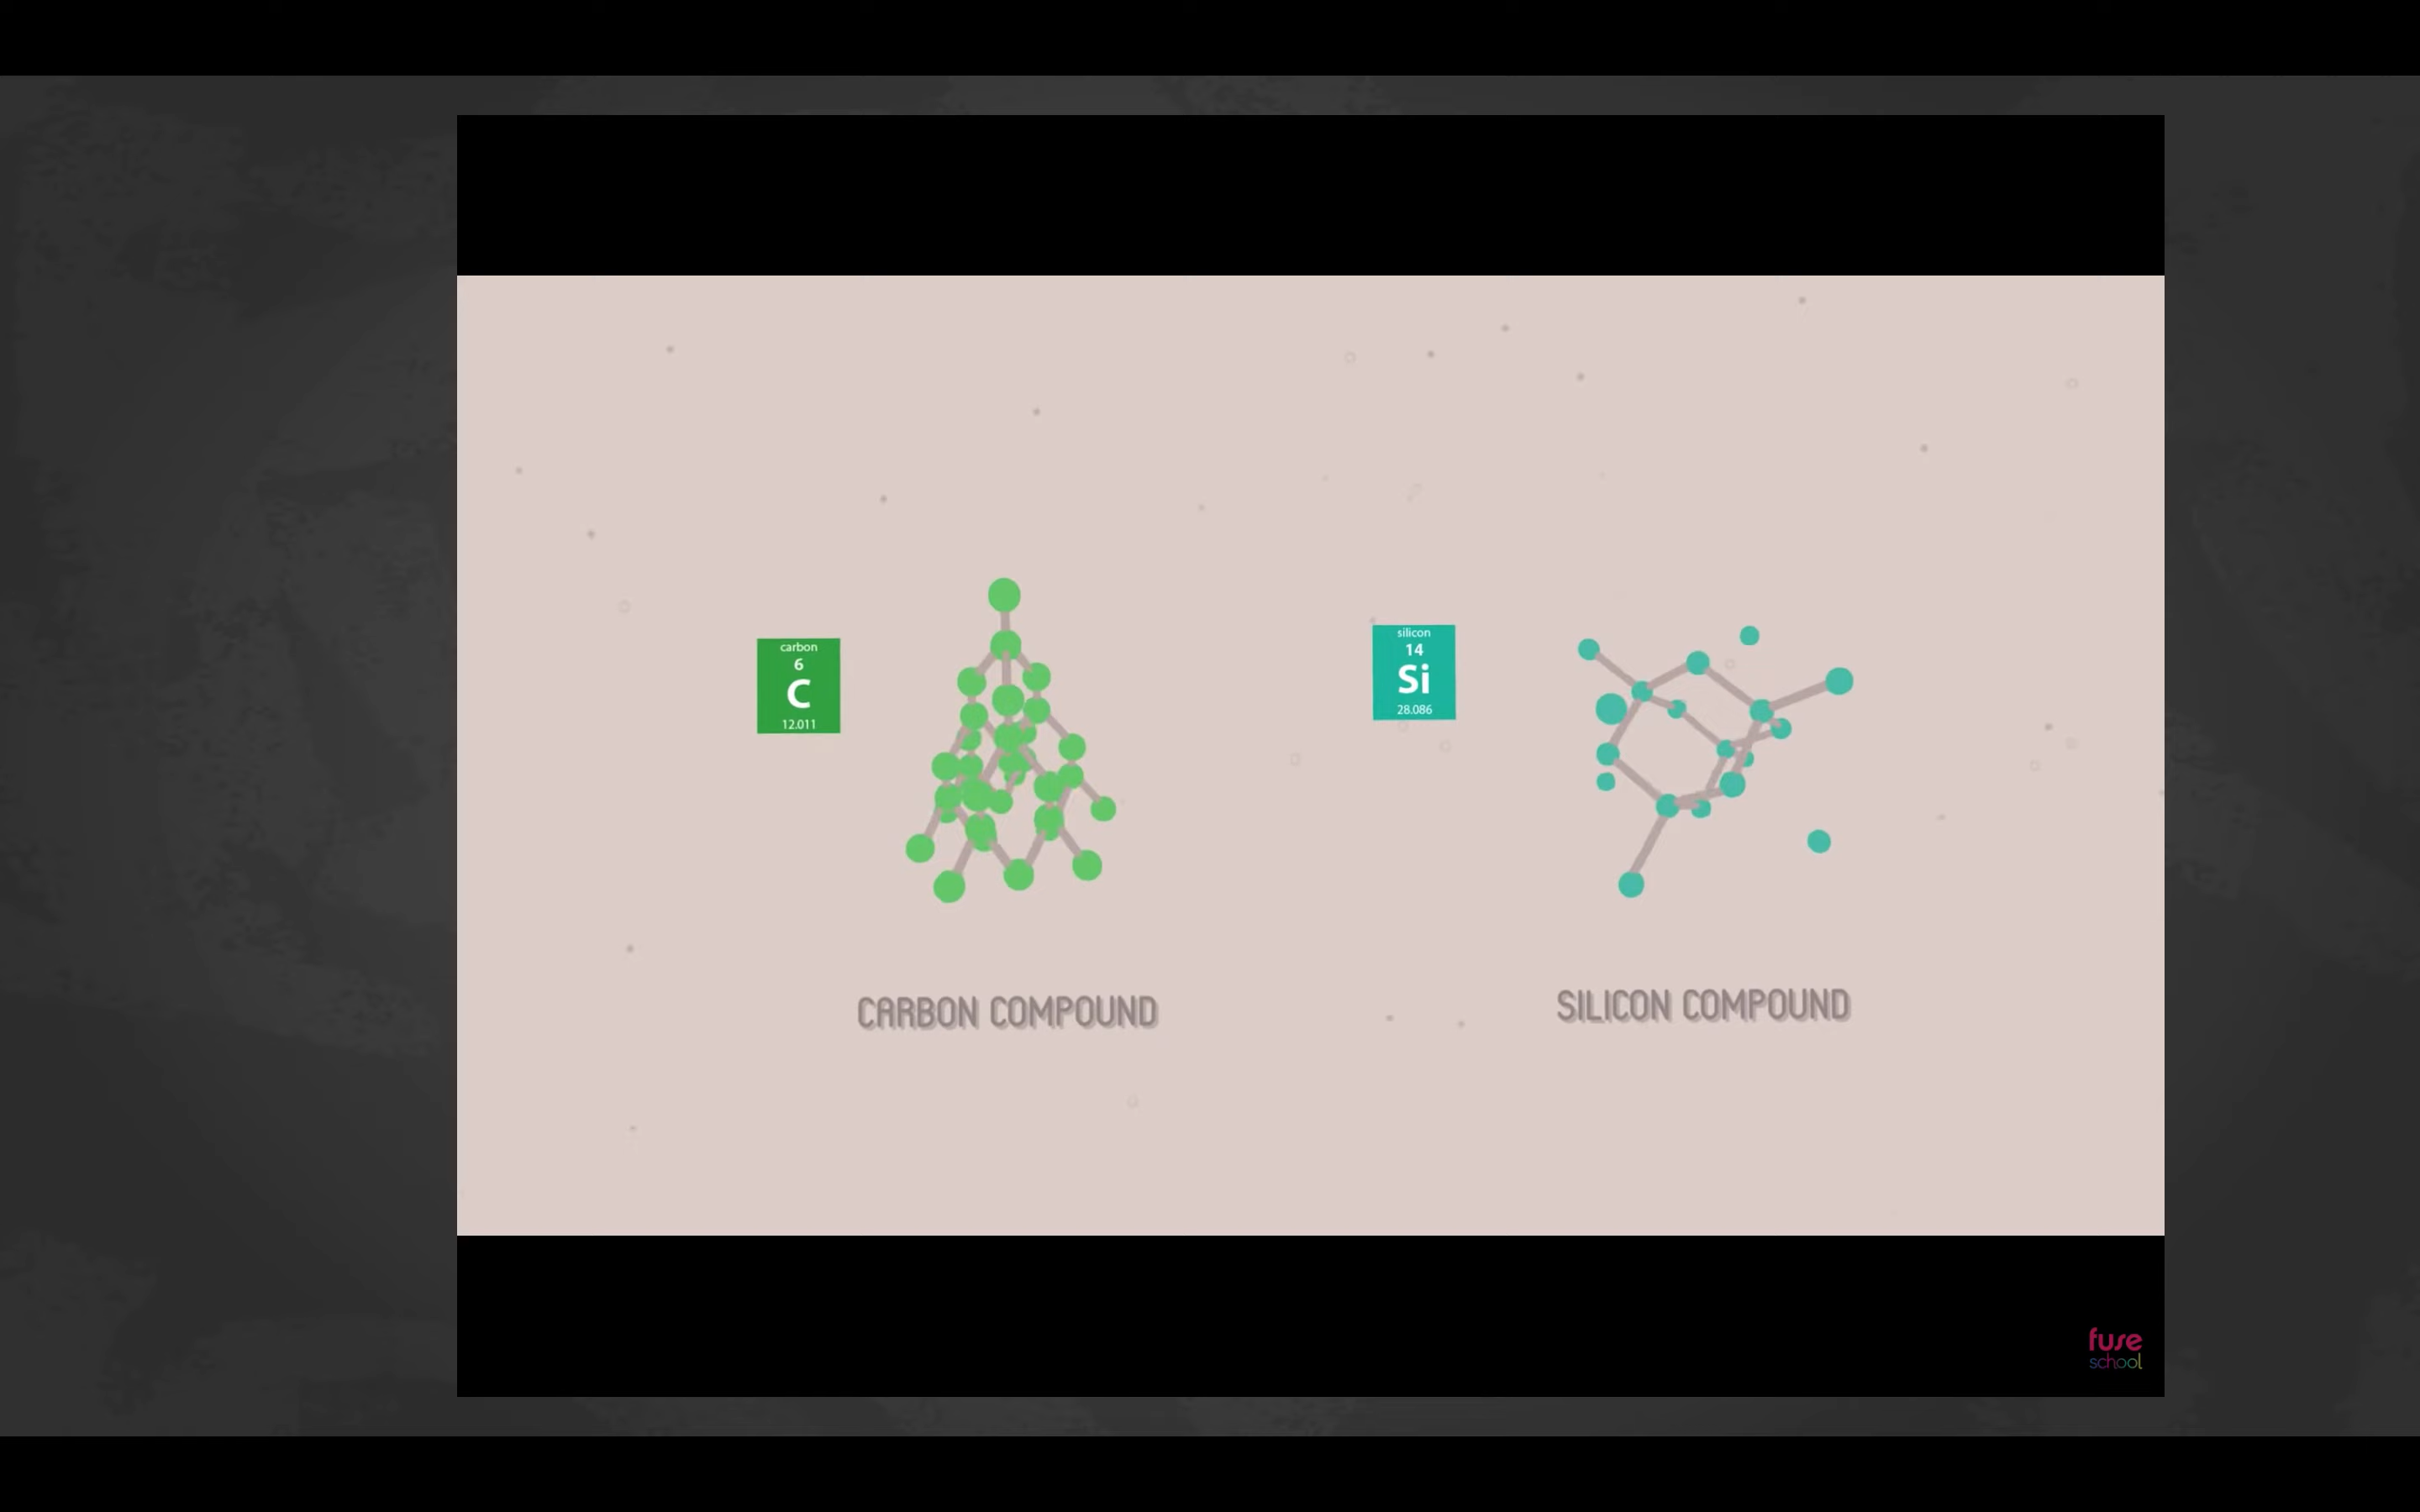 carbon
6
C
12.011
silicon
14
Si
28.086
CARBON COMPOUND
SILICON COMPOUND
fuse
school